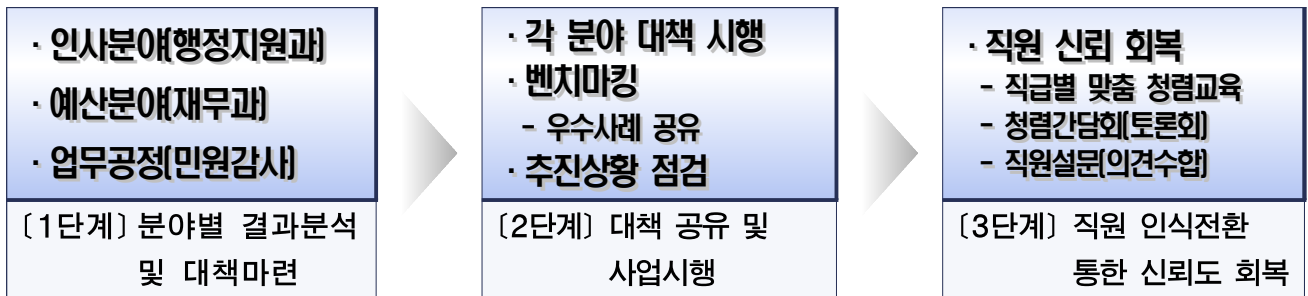 · 인사분야(행정지원과)
· 예산분야(재무과)
· 업무공정(민원감사)
〔1단계〕 분야별 결과분석
및 대책마련
· 각 분야 대책 시행
· 벤치마킹
- 우수사례 공유
· 추진상황 점검
〔2단계〕 대책 공유 및
사업시행
· 직원 신뢰 회복
- 직급별 맞춤 청렴교육
- 청렴간담회(토론회)
- 직원설문(의견수합)
〔3단계〕 직원 인식전환
통한 신뢰도 회복